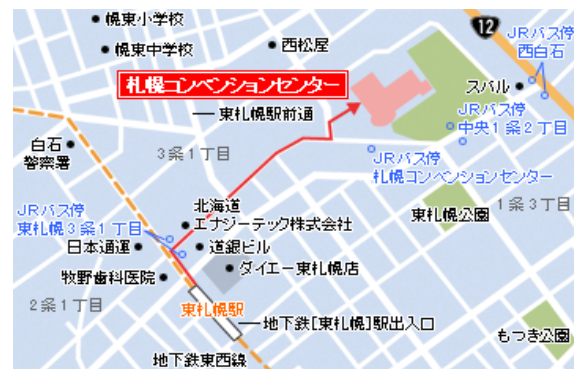 幌東小学校
幌東中学校
西松屋
12
JRバス停
西白石
スバル
札幌コンベンションセンター
東札幌駅前通
JRバス停
中央1条2丁目
白石
警察署
3条1丁目
JRバス停
札幌コンベンションセンター
JRバス停
東札幌3条1丁目
北海道
エナジーテック株式会社
東札幌公園
1条3丁目
日本通運
道銀ビル
牧野歯科医院
ダイエー東札幌店
2条1丁目
東札幌駅
地下鉄[東札幌]駅出入口
もつき公園
地下鉄東西線